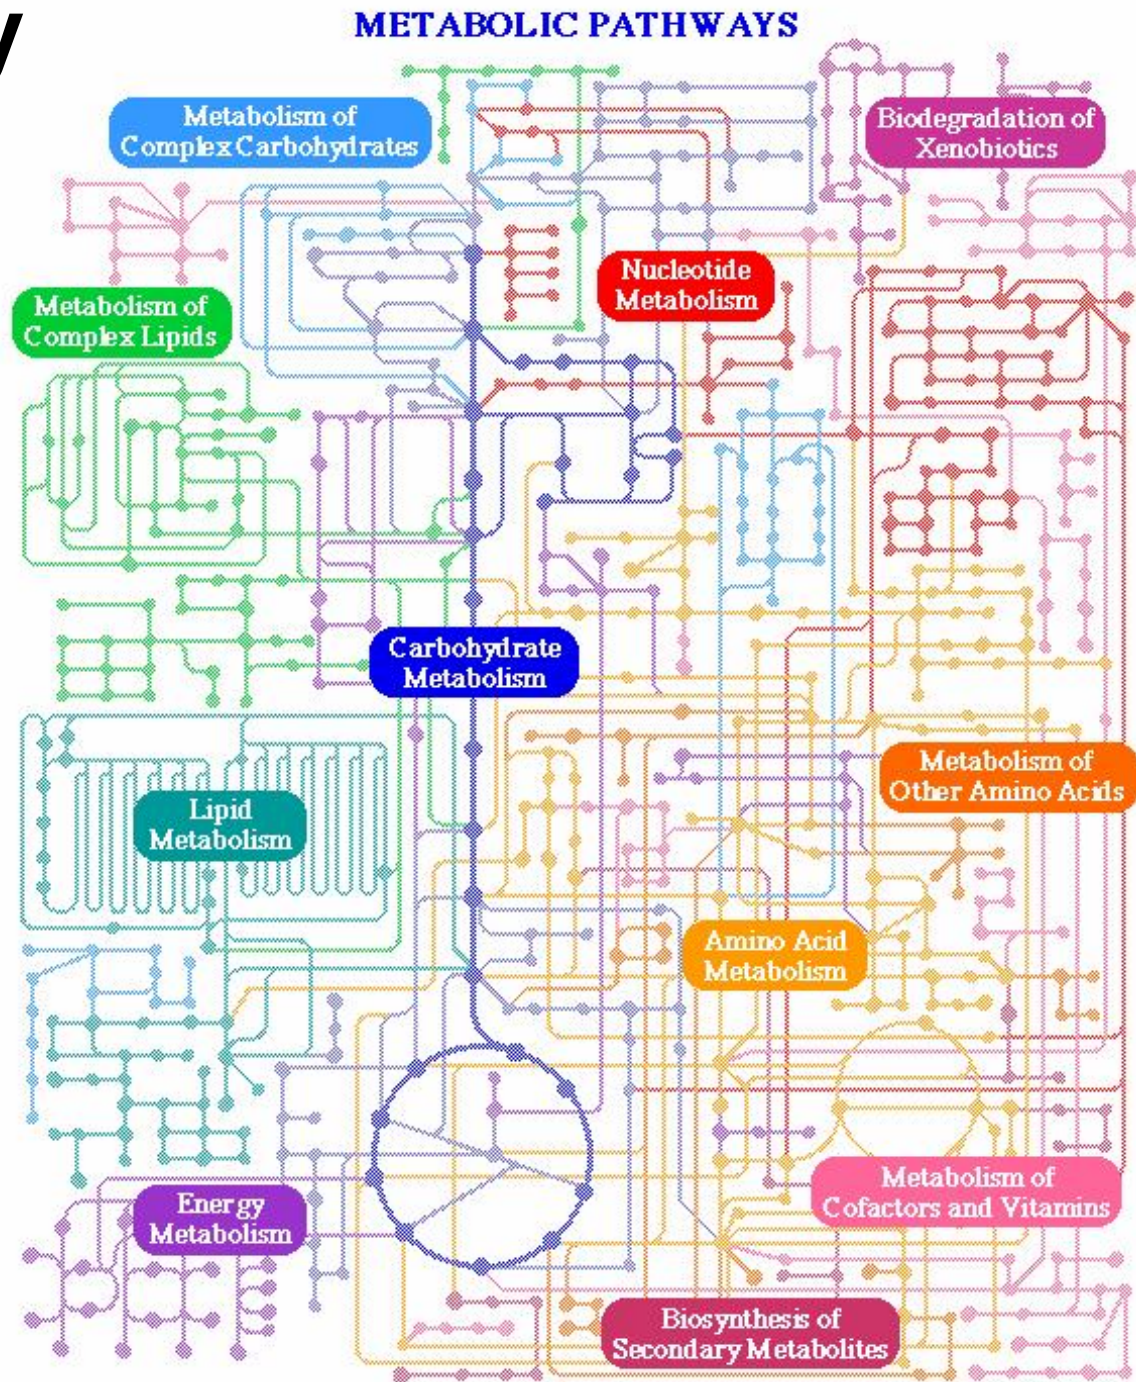 y
METABOLIC PATHWAYS
Metabolism of
Complex Carbohydrates
Biodegradation of
Xenobiotics
Nucleotide
Metabolism
Metabolism of
Complex Lipids
Carbohydrate
Metabolism
Metabolism of
Other Amino Acids
Lipid
Metabolism
Amino Acid
Metabolism
Metabolism of
Cofactors and Vitamins
Energy
Metabolism
Biosynthesis of
Secondary Metabolites